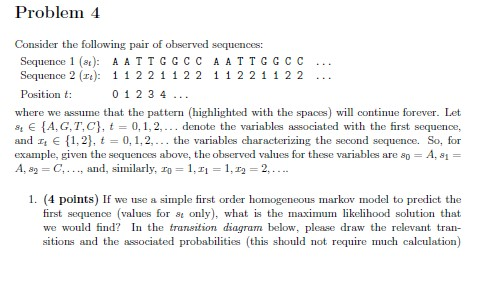 Problem 4
Consider the following pair of observed sequences:
Sequence 1 (sₜ): A A T T G G C C A A T T G G C C ...
Sequence 2 (xₜ): 1 1 2 2 1 1 2 2 1 1 2 2 1 1 2 2 ...
Position t: 0 1 2 3 4 ...
where we assume that the pattern (highlighted with the spaces) will continue forever. Let
sₜ ∈ {A, G, T, C}, t = 0, 1, 2, ... denote the variables associated with the first sequence,
and xₜ ∈ {1, 2}, t = 0, 1, 2, ... the variables characterizing the second sequence. So, for
example, given the sequences above, the observed values for these variables are s₀ = A, s₁ =
A, s₂ = C, ..., and, similarly, x₀ = 1, x₁ = 1, x₂ = 2, ....
1. (4 points) If we use a simple first order homogeneous markov model to predict the
first sequence (values for sₜ only), what is the maximum likelihood solution that
we would find? In the transition diagram below, please draw the relevant tran-
sitions and the associated probabilities (this should not require much calculation)